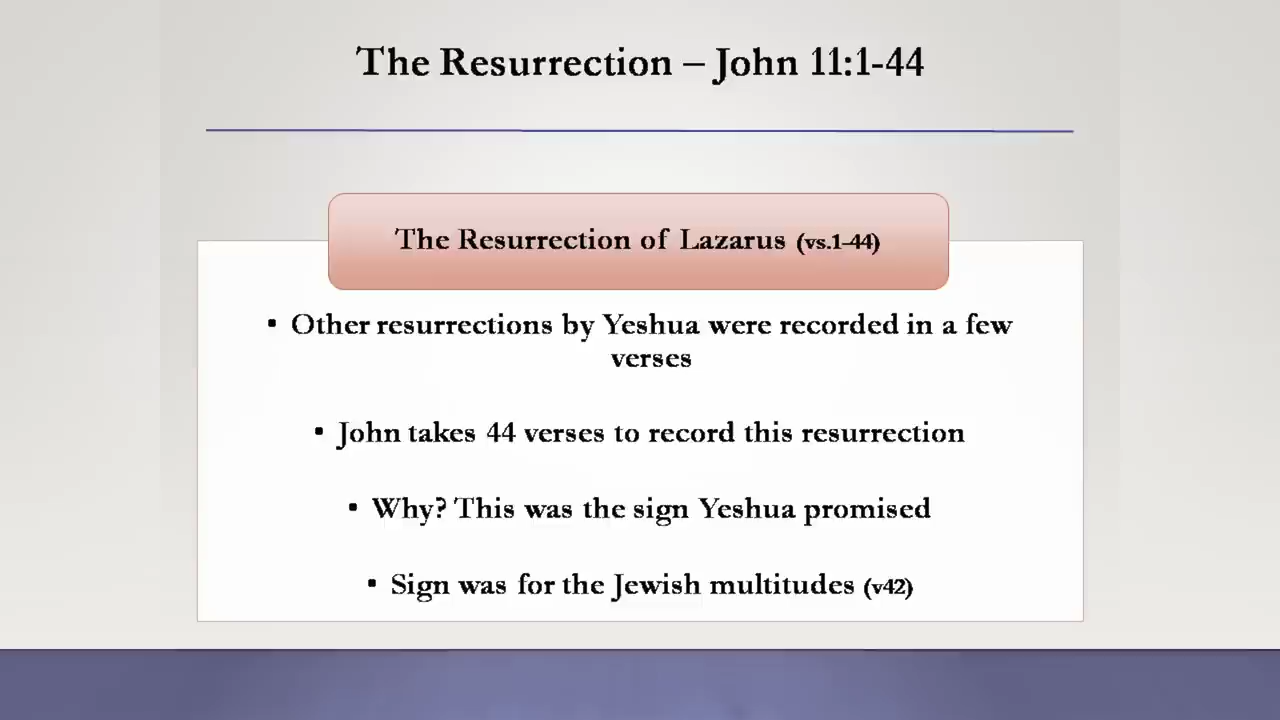 The Resurrection – John 11:1-44
The Resurrection of Lazarus (vs.1-44)
▪ Other resurrections by Yeshua were recorded in a few
verses
▪ John takes 44 verses to record this resurrection
▪ Why? This was the sign Yeshua promised
▪ Sign was for the Jewish multitudes (v42)